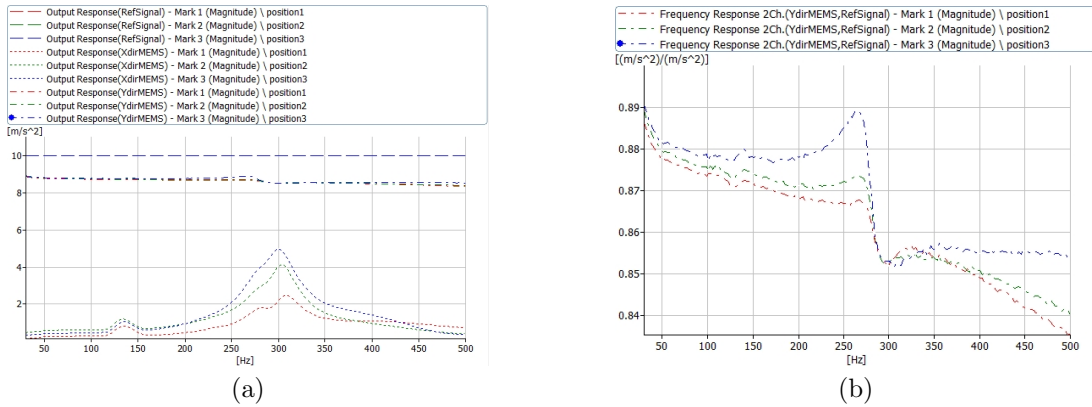 Output Response(RefSignal) - Mark 1 (Magnitude) \ position1
Output Response(RefSignal) - Mark 2 (Magnitude) \ position2
Output Response(RefSignal) - Mark 3 (Magnitude) \ position3
Output Response(XdirMEMS) - Mark 1 (Magnitude) \ position1
Output Response(XdirMEMS) - Mark 2 (Magnitude) \ position2
Output Response(XdirMEMS) - Mark 3 (Magnitude) \ position3
Output Response(YdirMEMS) - Mark 1 (Magnitude) \ position1
Output Response(YdirMEMS) - Mark 2 (Magnitude) \ position2
Output Response(YdirMEMS) - Mark 3 (Magnitude) \ position3
[m/s^2]
10
8
6
4
2
50 100 150 200 250 300 350 400 450 500
[Hz]
(a)
Frequency Response 2Ch.(YdirMEMS,RefSignal) - Mark 1 (Magnitude) \ position1
Frequency Response 2Ch.(YdirMEMS,RefSignal) - Mark 2 (Magnitude) \ position2
Frequency Response 2Ch.(YdirMEMS,RefSignal) - Mark 3 (Magnitude) \ position3
[(m/s^2)/(m/s^2)]
0.89
0.88
0.87
0.86
0.85
0.84
50 100 150 200 250 300 350 400 450 500
[Hz]
(b)